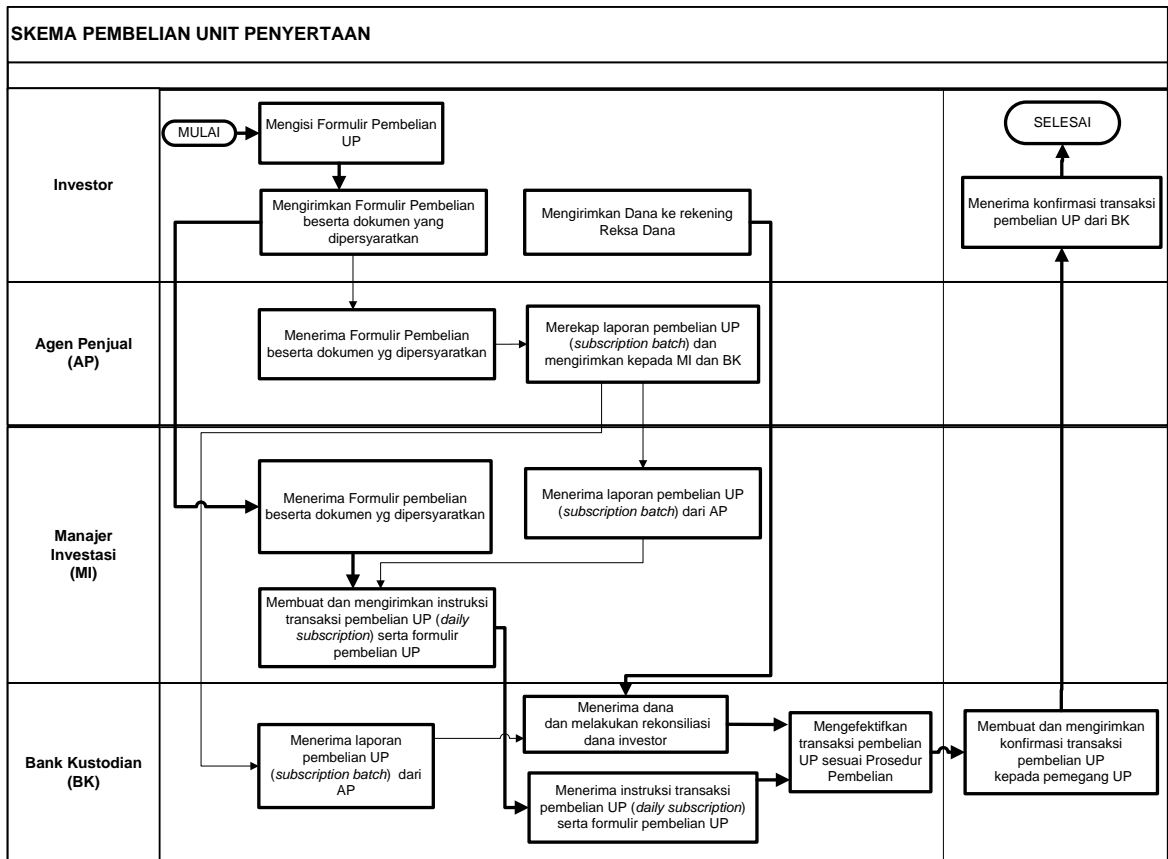 SKEMA PEMBELIAN UNIT PENYERTAAN
Investor
MULAI
Mengisi Formulir Pembelian
UP
Mengirimkan Formulir Pembelian
beserta dokumen yang
dipersyaratkan
Mengirimkan Dana ke rekening
Reksa Dana
SELESAI
Menerima konfirmasi transaksi
pembelian UP dari BK
Agen Penjual
(AP)
Menerima Formulir Pembelian
beserta dokumen yg dipersyaratkan
Merekap laporan pembelian UP
(subscription batch) dan
mengirimkan kepada MI dan BK
Manajer
Investasi
(MI)
Menerima Formulir pembelian
beserta dokumen yg dipersyaratkan
Menerima laporan pembelian UP
(subscription batch) dari AP
Membuat dan mengirimkan instruksi
transaksi pembelian UP (daily
subscription) serta formulir
pembelian UP
Bank Kustodian
(BK)
Menerima laporan
pembelian UP
(subscription batch) dari
AP
Menerima dana
dan melakukan rekonsiliasi
dana investor
Menerima instruksi transaksi
pembelian UP (daily subscription)
serta formulir pembelian UP
Mengefektifkan
transaksi pembelian
UP sesuai Prosedur
Pembelian
Membuat dan mengirimkan
konfirmasi transaksi
pembelian UP
kepada pemegang UP